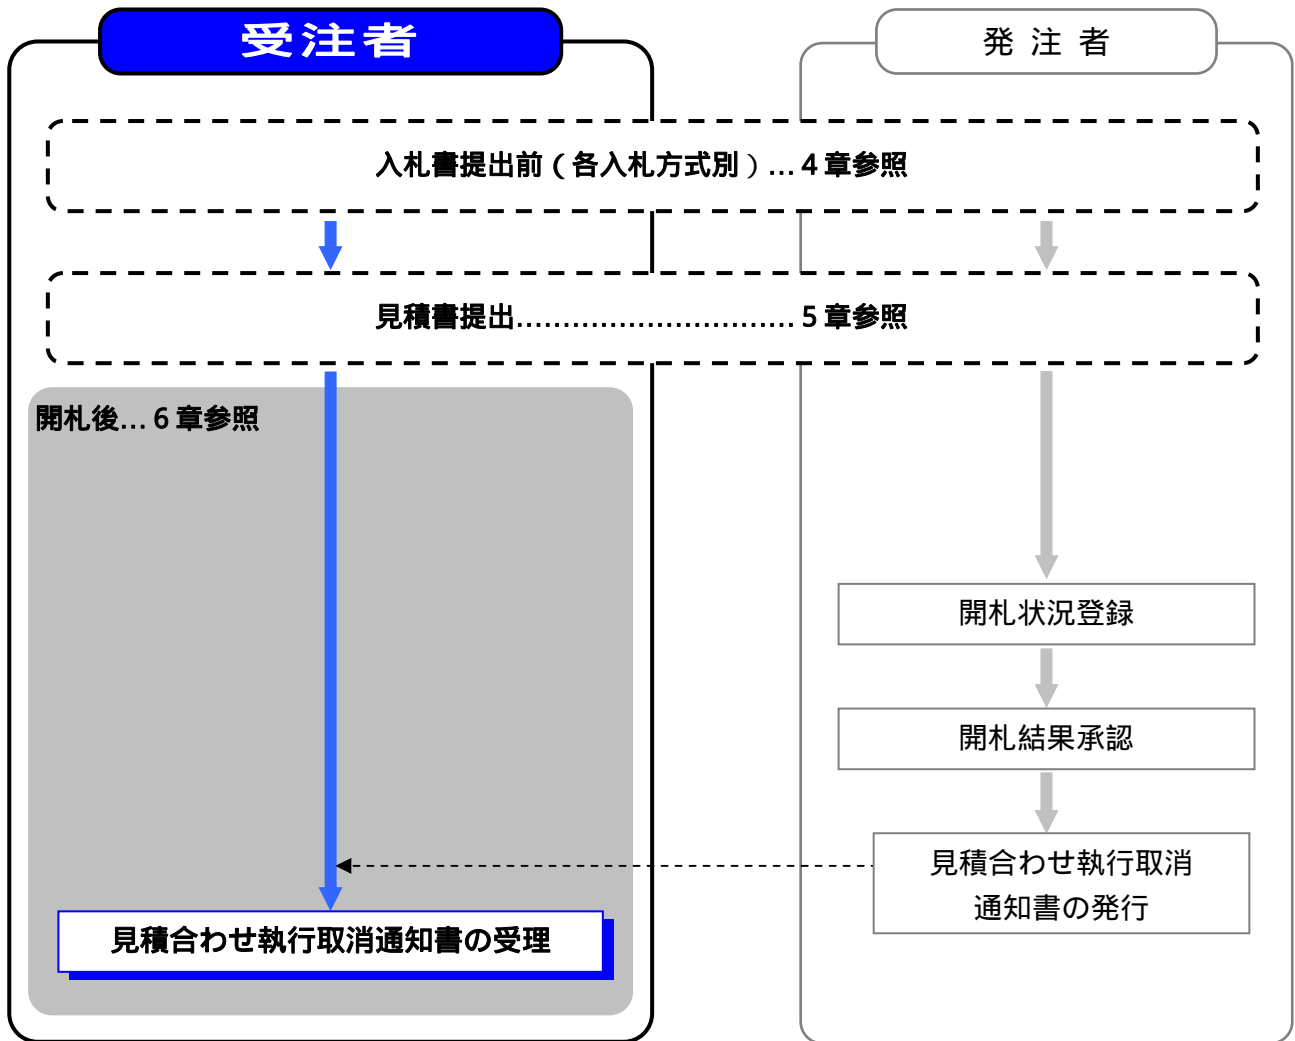 受注者
発 注 者
入札書提出前（各入札方式別）…４章参照
見積書提出…………………………５章参照
開札後…６章参照
開札状況登録
開札結果承認
見積合わせ執行取消
通知書の発行
見積合わせ執行取消通知書の受理